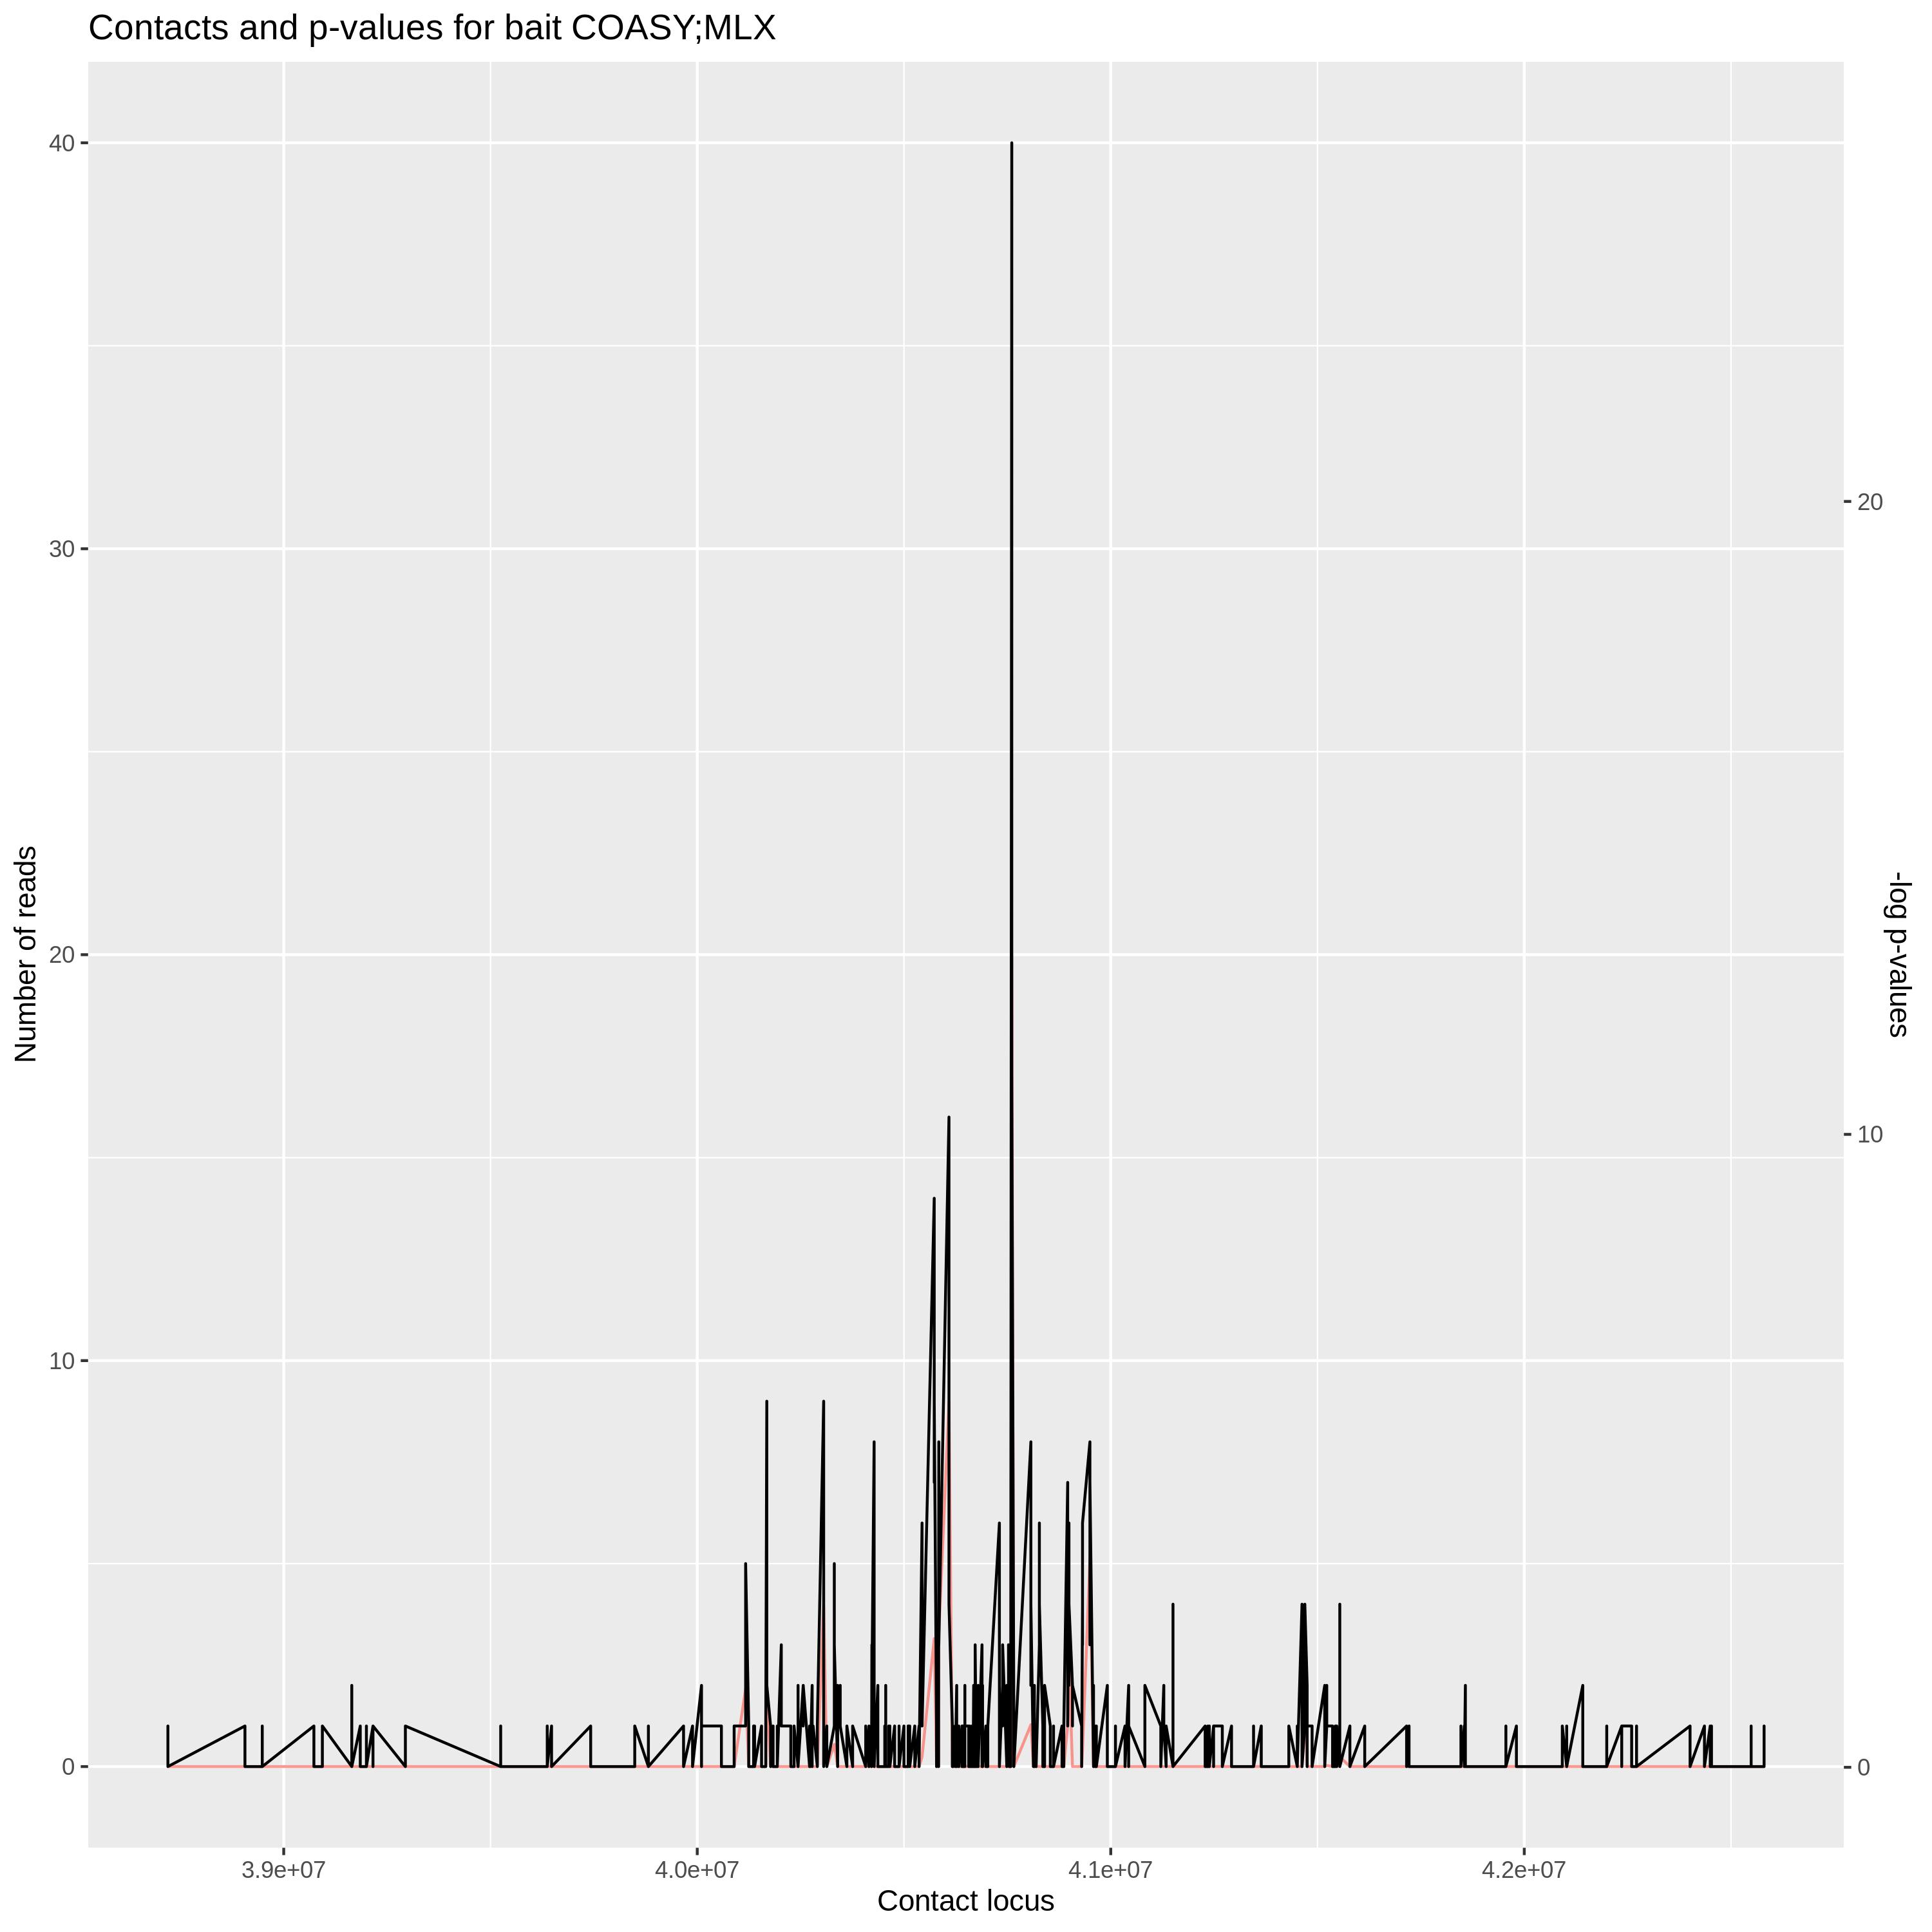 Contacts and p-values for bait COASY;MLX
40
30
20
10
0
Number of reads
20
10
0
-log p-values
3.9e+07 4.0e+07 4.1e+07 4.2e+07
Contact locus